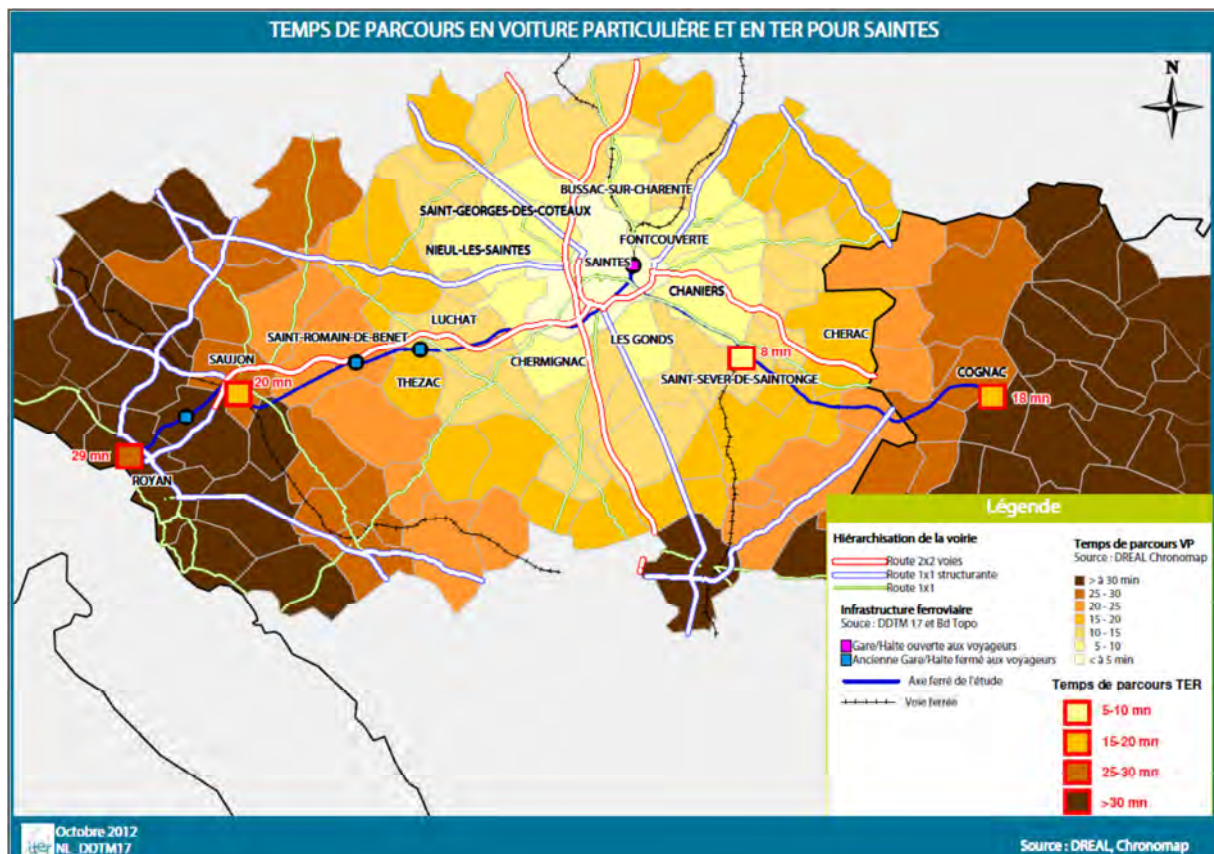 TEMPS DE PARCOURS EN VOITURE PARTICULIÈRE ET EN TER POUR SAINTES
N
BUSSAC-SUR-CHARENTE
SAINT-GEORGES-DES-COTEAUX
FONTCOUVERTE
NIEUL-LES-SAINTES
SAINTES
CHANIERS
LUCHAT
CHERAC
SAINT-ROMAIN-DE-BENET
LES GONDS
SAUJON
CHERMIGNAC
8 mn
THEZAC
SAINT-SEVER-DE-SAINTONGE
COGNAC
20 mn
18 mn
29 mn
ROYAN
Légende
Hiérarchisation de la voirie
Route 2x2 voies
Route 1x1 structurante
Route 1x1
Infrastructure ferroviaire
Souce : DDTM 17 et Bd Topo
Gare/Halte ouverte aux voyageurs
Ancienne Gare/Halte fermé aux voyageurs
Axe ferré de l'étude
Voie ferrée
Temps de parcours VP
Source : DREAL Chronomap
> à 30 min
25 - 30
20 - 25
15 - 20
10 - 15
5 - 10
< à 5 min
Temps de parcours TER
5-10 mn
15-20 mn
25-30 mn
>30 mn
iter
Octobre 2012
NL_DDTM17
Source : DREAL, Chronomap